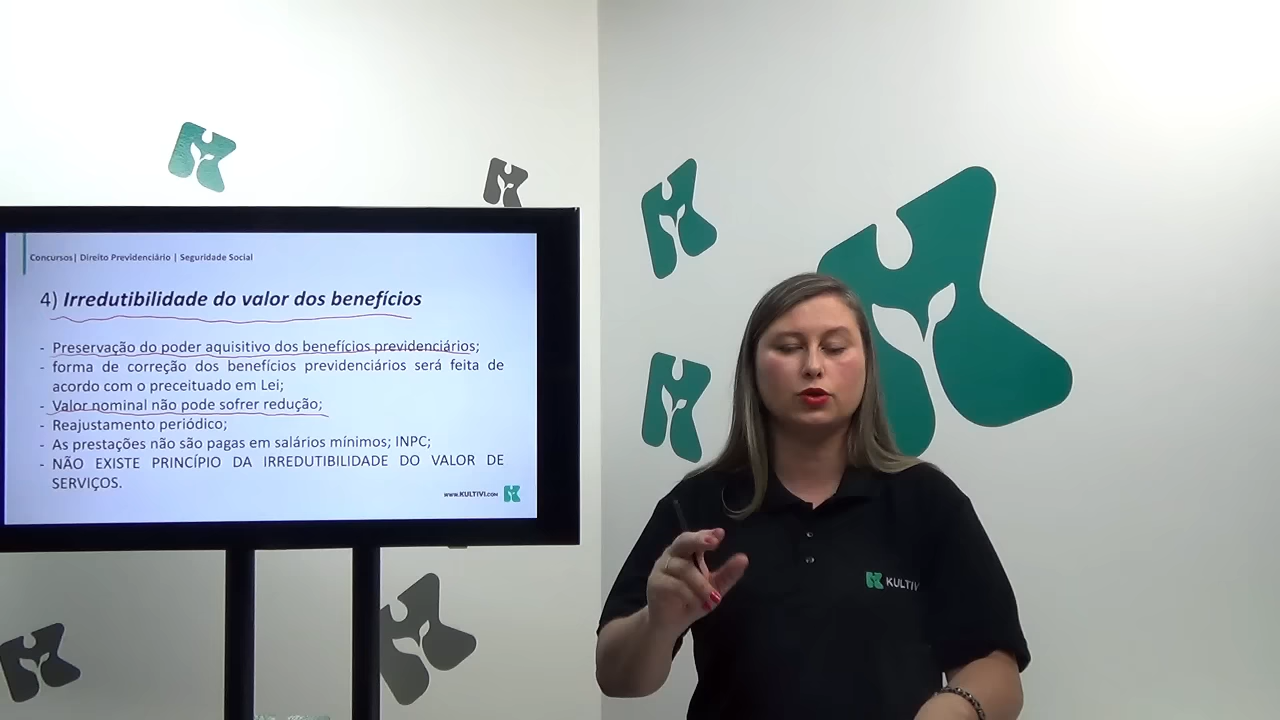 Concursos| Direito Previdenciário | Seguridade Social
4) Irredutibilidade do valor dos benefícios
- Preservação do poder aquisitivo dos benefícios previdenciários;
- forma de correção dos benefícios previdenciários será feita de
acordo com o preceituado em Lei;
- Valor nominal não pode sofrer redução;
- Reajustamento periódico;
- As prestações não são pagas em salários mínimos; INPC;
- NÃO EXISTE PRINCÍPIO DA IRREDUTIBILIDADE DO VALOR DE
SERVIÇOS.
www.KULTIVI.com
KULTIVI